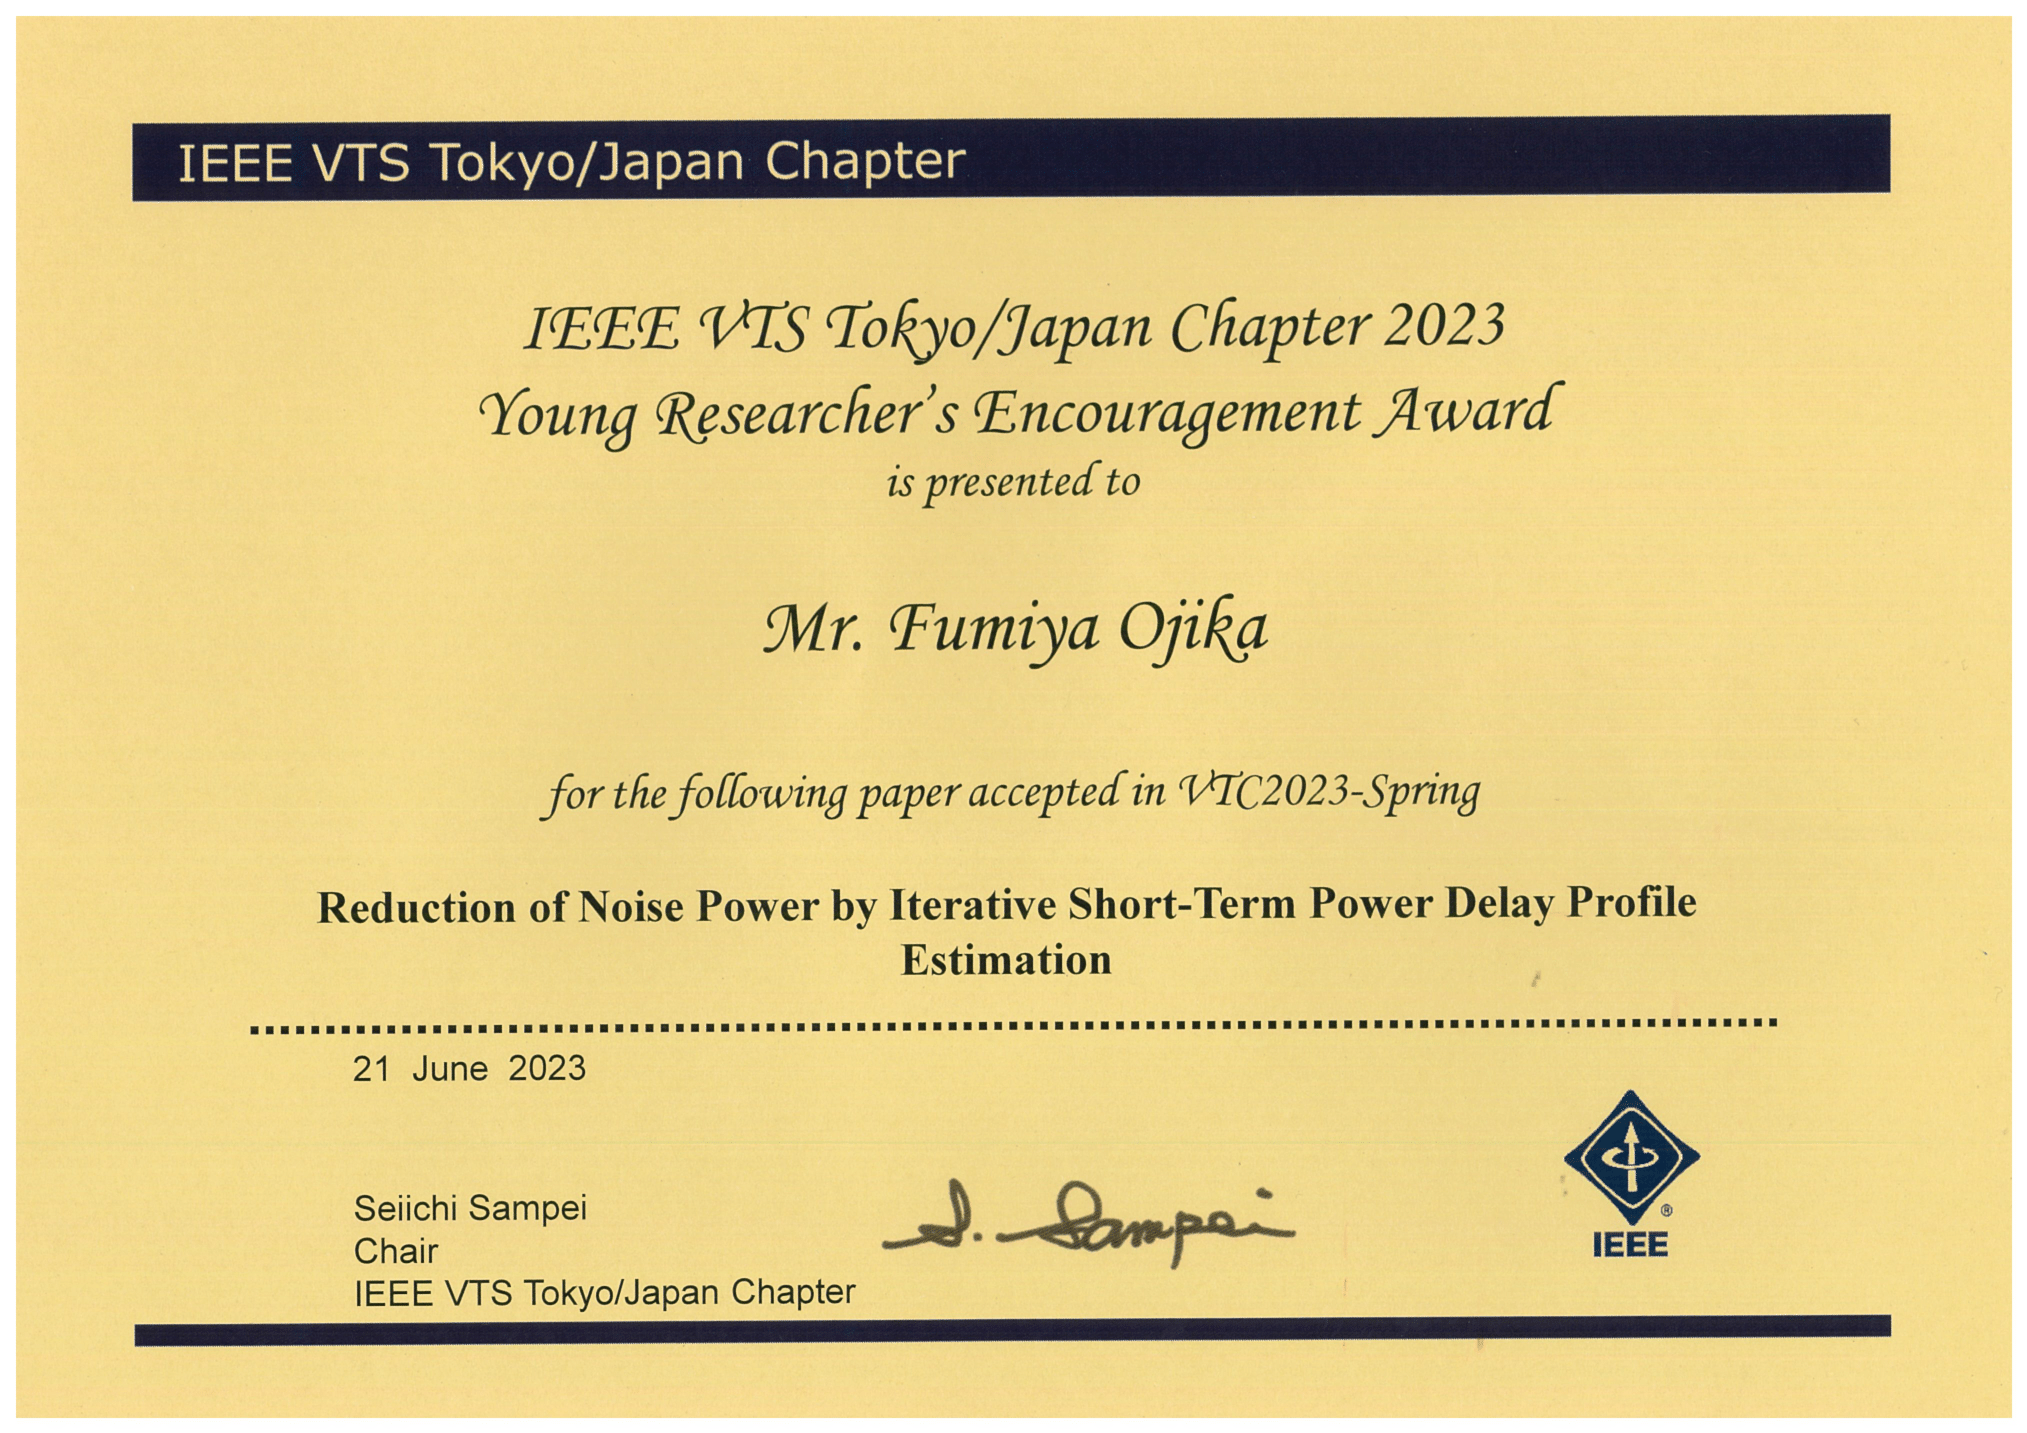 IEEE VTS Tokyo/Japan Chapter
IEEE VTS Tokyo/Japan Chapter 2023
Young Researcher's Encouragement Award
is presented to
Mr. Fumiya Ojika
for the following paper accepted in VTC2023-Spring
Reduction of Noise Power by Iterative Short-Term Power Delay Profile
Estimation
21 June 2023
Seiichi Sampei
Chair
IEEE VTS Tokyo/Japan Chapter
S. Sampei
®
IEEE